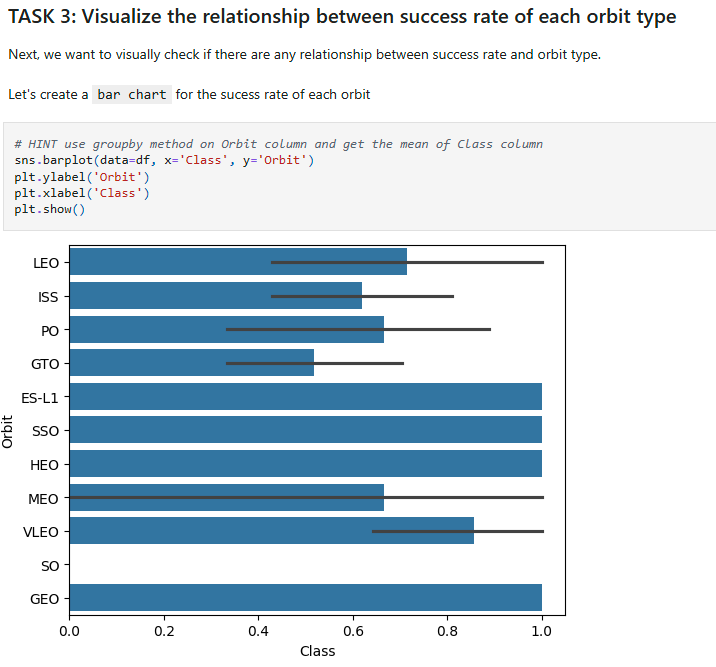 TASK 3: Visualize the relationship between success rate of each orbit type
Next, we want to visually check if there are any relationship between success rate and orbit type.
Let's create a bar chart for the sucess rate of each orbit
# HINT use groupby method on Orbit column and get the mean of Class column
sns.barplot(data=df, x='Class', y='Orbit')
plt.ylabel('Orbit')
plt.xlabel('Class')
plt.show()
LEO
ISS
PO
GTO
ES-L1
SSO
HEO
MEO
VLEO
SO
GEO
Orbit
0.0 0.2 0.4 0.6 0.8 1.0
Class